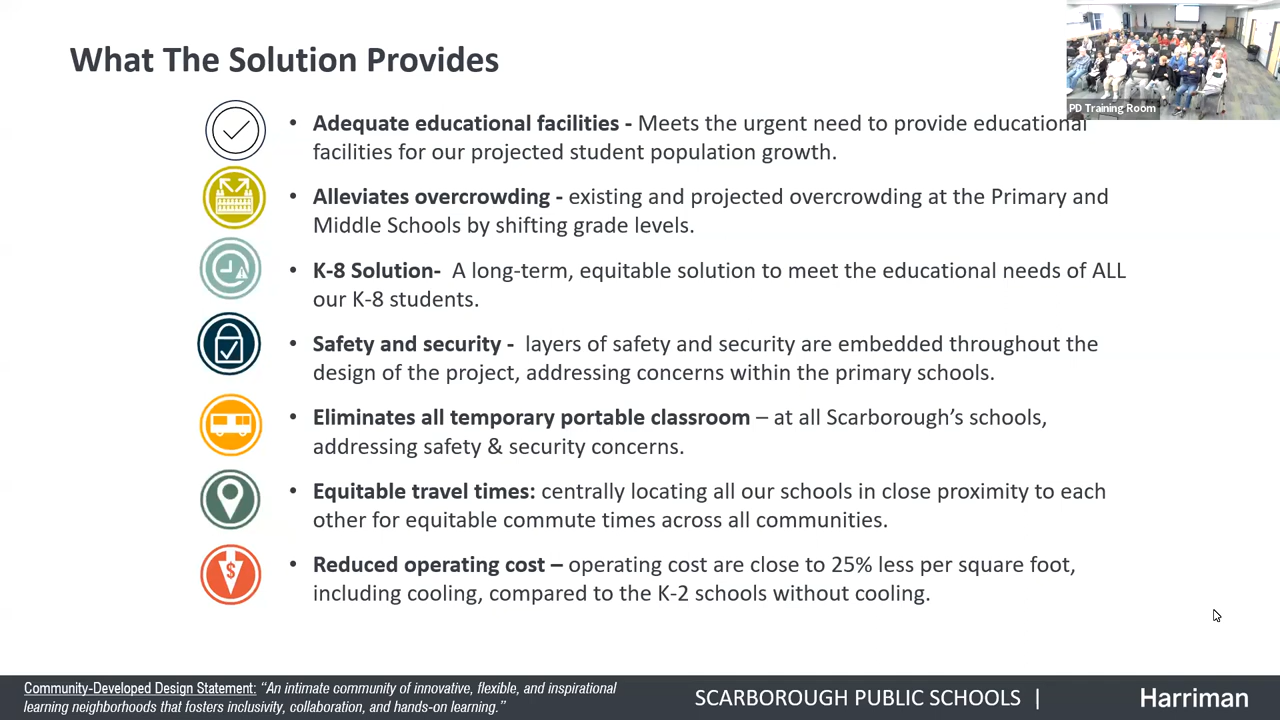 What The Solution Provides
PD Training Room
• Adequate educational facilities - Meets the urgent need to provide educational
facilities for our projected student population growth.
• Alleviates overcrowding - existing and projected overcrowding at the Primary and
Middle Schools by shifting grade levels.
• K-8 Solution- A long-term, equitable solution to meet the educational needs of ALL
our K-8 students.
• Safety and security - layers of safety and security are embedded throughout the
design of the project, addressing concerns within the primary schools.
• Eliminates all temporary portable classroom – at all Scarborough’s schools,
addressing safety & security concerns.
• Equitable travel times: centrally locating all our schools in close proximity to each
other for equitable commute times across all communities.
$
• Reduced operating cost – operating cost are close to 25% less per square foot,
including cooling, compared to the K-2 schools without cooling.
Community-Developed Design Statement: “An intimate community of innovative, flexible, and inspirational
learning neighborhoods that fosters inclusivity, collaboration, and hands-on learning.”
SCARBOROUGH PUBLIC SCHOOLS |
Harriman